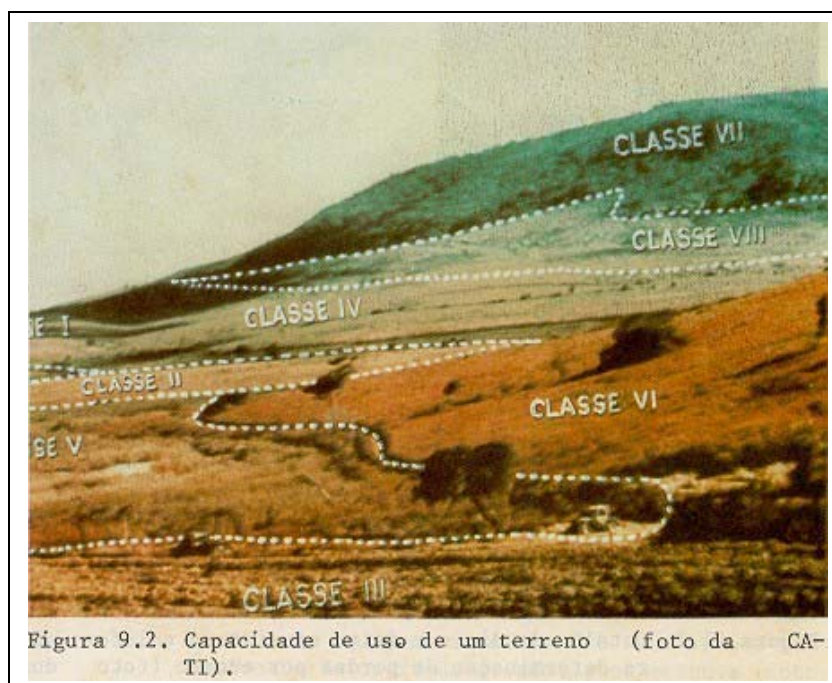 CLASSE VII
CLASSE VIII
CLASSE IV
SE I
CLASSE II
CLASSE VI
SE V
CLASSE III
Figura 9.2. Capacidade de uso de um terreno (foto da CA-
TI).